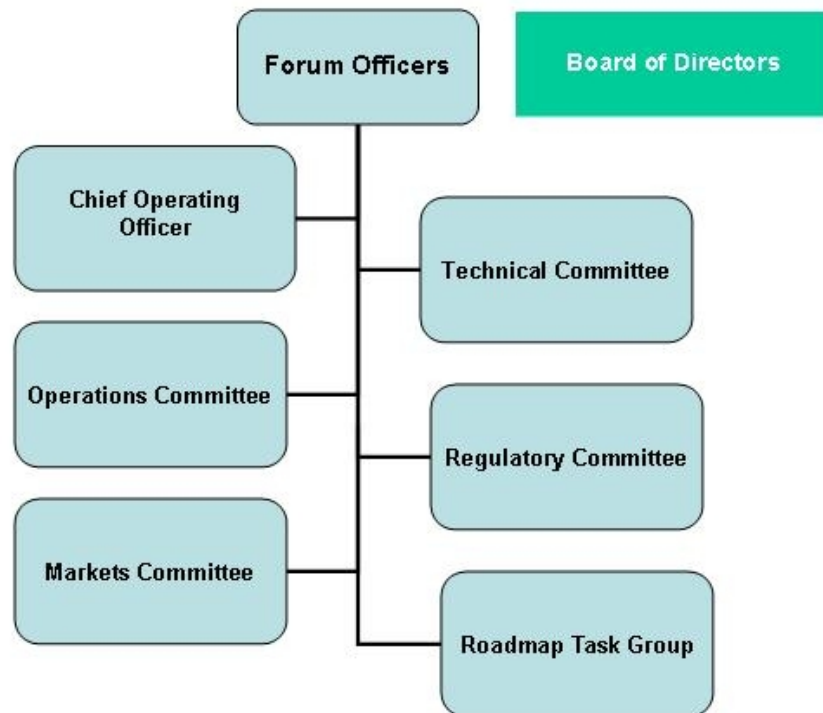 Forum Officers
Board of Directors
Chief Operating
Officer
Technical Committee
Operations Committee
Regulatory Committee
Markets Committee
Roadmap Task Group